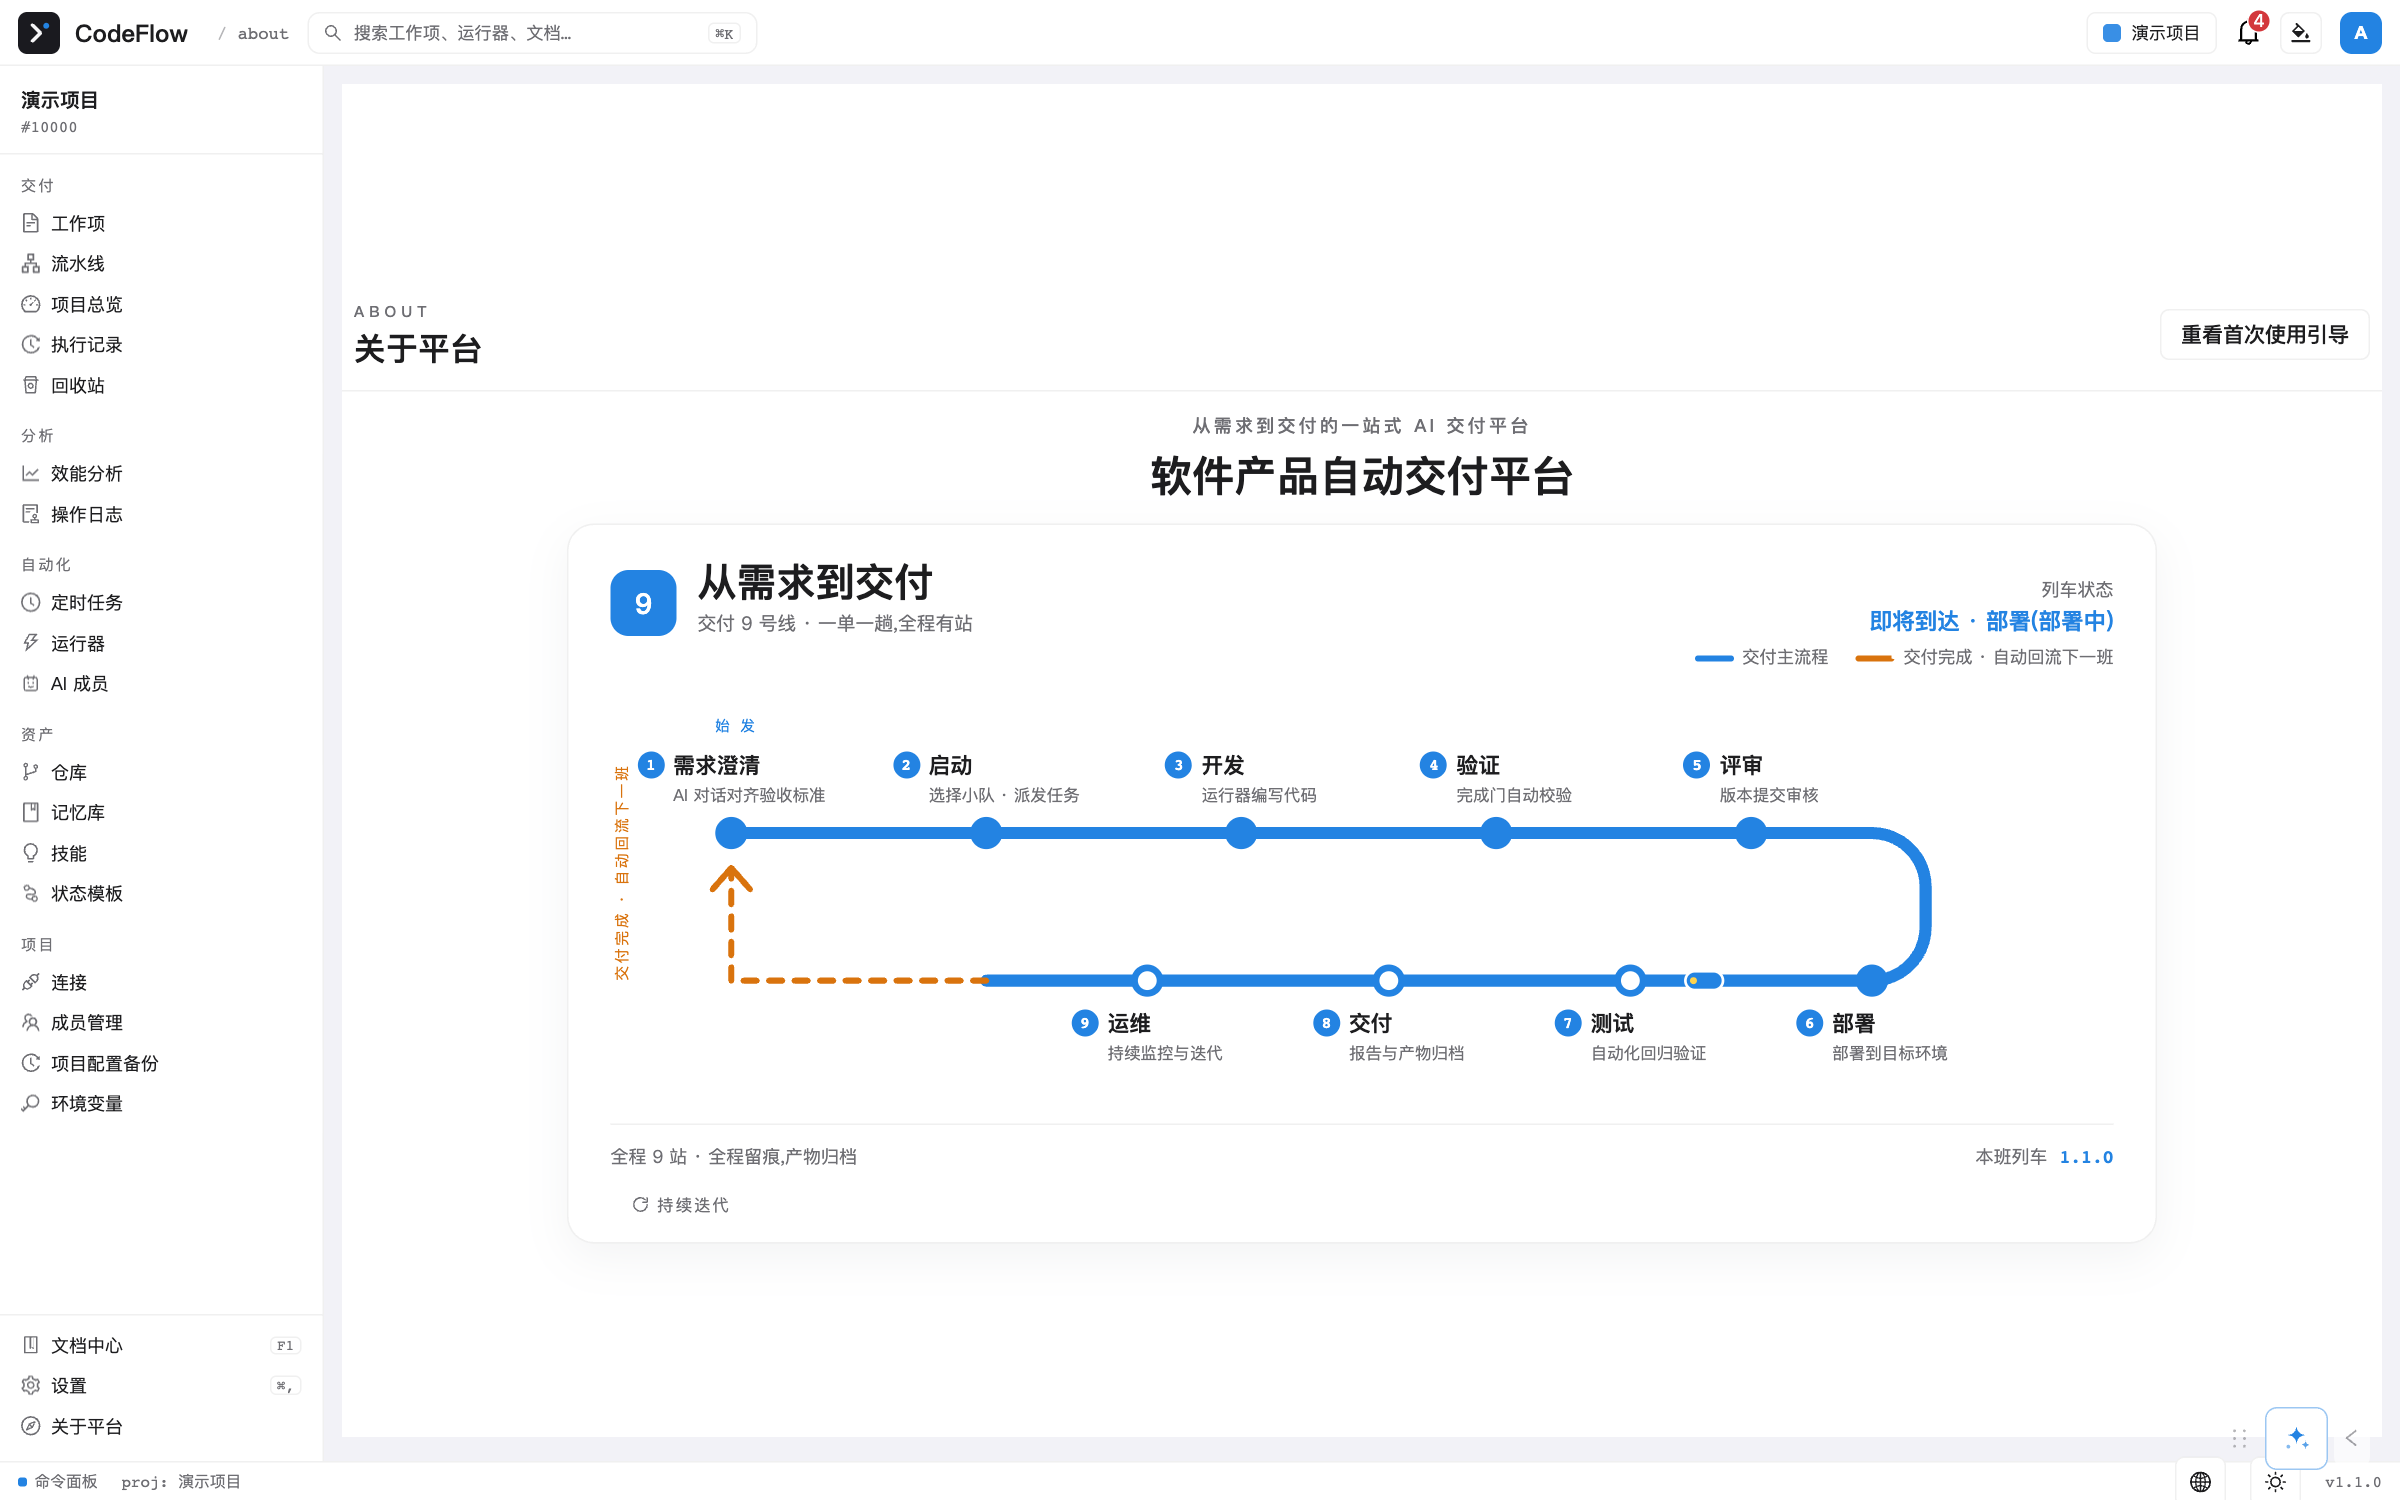 CodeFlow / about 搜索工作项、运行器、文档... ⌘K 演示项目 4 A
演示项目
#10000
交付
工作项
流水线
项目总览
执行记录
回收站
分析
效能分析
操作日志
自动化
定时任务
运行器
AI 成员
资产
仓库
记忆库
技能
状态模板
项目
连接
成员管理
项目配置备份
环境变量
文档中心 F1
设置 ⌘,
关于平台
ABOUT
关于平台
重看首次使用引导
从需求到交付的一站式 AI 交付平台
软件产品自动交付平台
9
从需求到交付
交付 9 号线 · 一单一趟,全程有站
列车状态
即将到达 · 部署(部署中)
交付主流程 交付完成 · 自动回流下一班
始 发
1 需求澄清
AI 对话对齐验收标准
2 启动
选择小队 · 派发任务
3 开发
运行器编写代码
4 验证
完成门自动校验
5 评审
版本提交审核
交付完成 · 自动回流下一班
9 运维
持续监控与迭代
8 交付
报告与产物归档
7 测试
自动化回归验证
6 部署
部署到目标环境
全程 9 站 · 全程留痕,产物归档
本班列车 1.1.0
持续迭代
命令面板 proj: 演示项目 v1.1.0